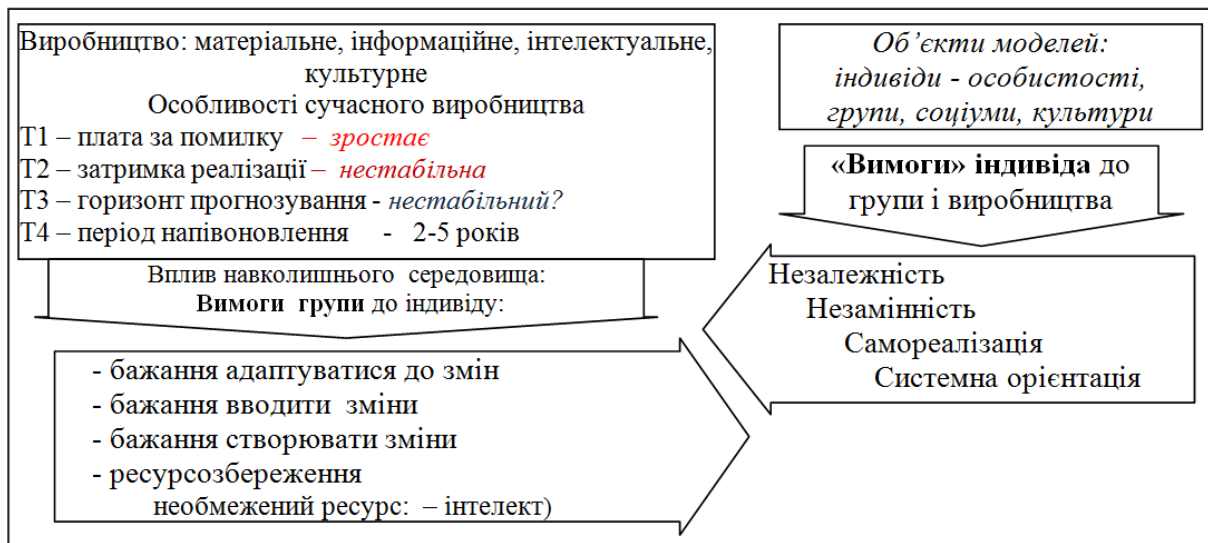 Виробництво: матеріальне, інформаційне, інтелектуальне,
культурне
Особливості сучасного виробництва
Т1 – плата за помилку – зростає
Т2 – затримка реалізації – нестабільна
Т3 – горизонт прогнозування - нестабільний?
Т4 – період напівоновлення - 2-5 років
Вплив навколишнього середовища:
Вимоги групи до індивіду:
- бажання адаптуватися до змін
- бажання вводити зміни
- бажання створювати зміни
- ресурсозбереження
необмежений ресурс: – інтелект)
Об’єкти моделей:
індивіди - особистості,
групи, соціуми, культури
«Вимоги» індивіда до
групи і виробництва
Незалежність
Незамінність
Самореалізація
Системна орієнтація